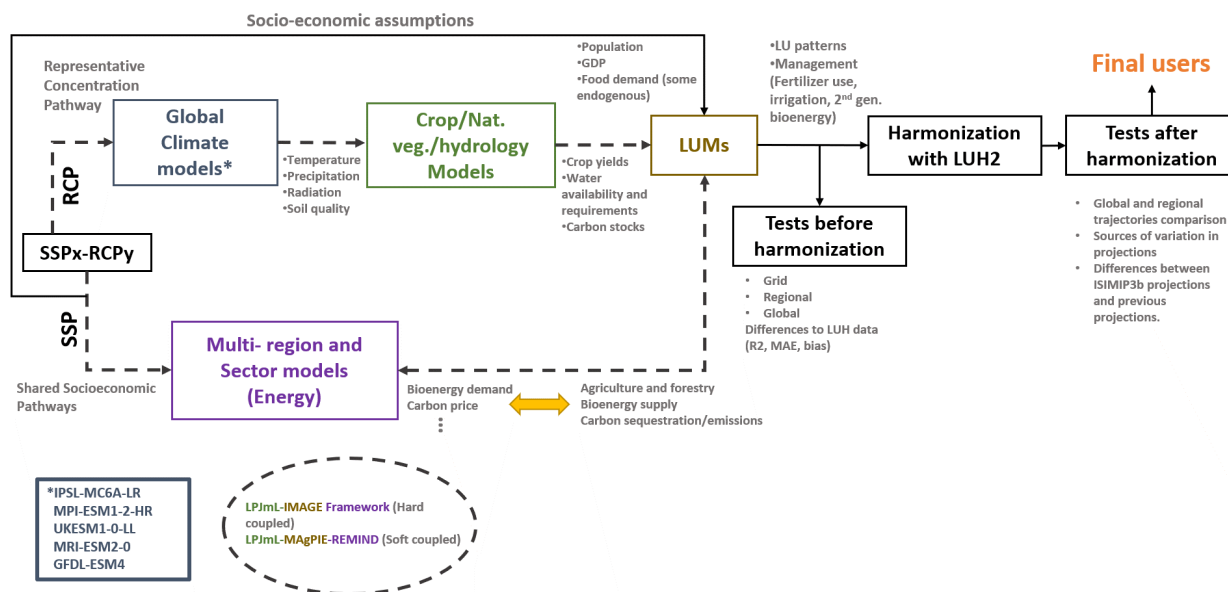 Socio-economic assumptions
Representative
Concentration
Pathway
RCP
Global
Climate
models*
•Temperature
•Precipitation
•Radiation
•Soil quality
Crop/Nat.
veg./hydrology
Models
•Crop yields
•Water
availability and
requirements
•Carbon stocks
•Population
•GDP
•Food demand (some
endogenous)
LUMs
•LU patterns
•Management
(Fertilizer use,
irrigation, 2nd gen.
bioenergy)
Harmonization
with LUH2
Final users
Tests after
harmonization
• Global and regional
trajectories comparison
• Sources of variation in
projections
• Differences between
ISIMIP3b projections
and previous
projections.
Tests before
harmonization
• Grid
• Regional
• Global
Differences to LUH data
(R2, MAE, bias)
SSPx-RCPy
SSP
Shared Socioeconomic
Pathways
Multi- region and
Sector models
(Energy)
Bioenergy demand
Carbon price
Agriculture and forestry
Bioenergy supply
Carbon sequestration/emissions
*IPSL-MC6A-LR
MPI-ESM1-2-HR
UKESM1-0-LL
MRI-ESM2-0
GFDL-ESM4
LPJmL-IMAGE Framework (Hard
coupled)
LPJmL-MAgPIE-REMIND (Soft coupled)